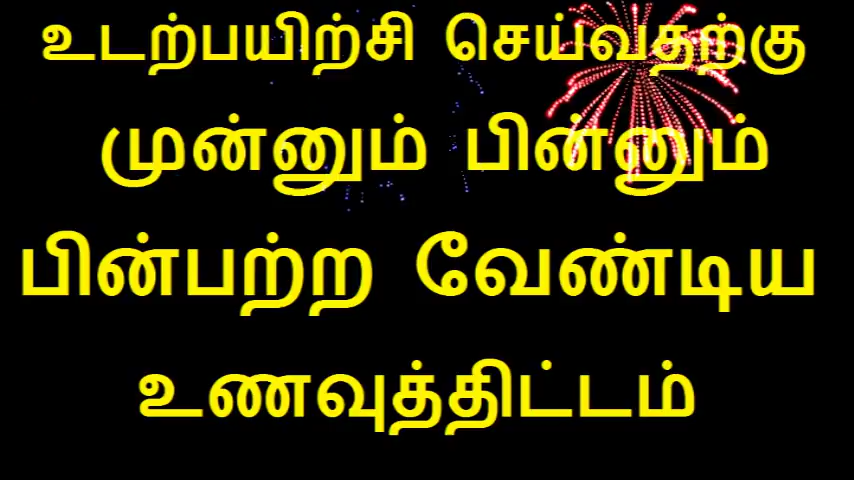 உடற்பயிற்சி செய்வதற்கு
முன்னும் பின்னும்
பின்பற்ற வேண்டிய
உணவுத்திட்டம்